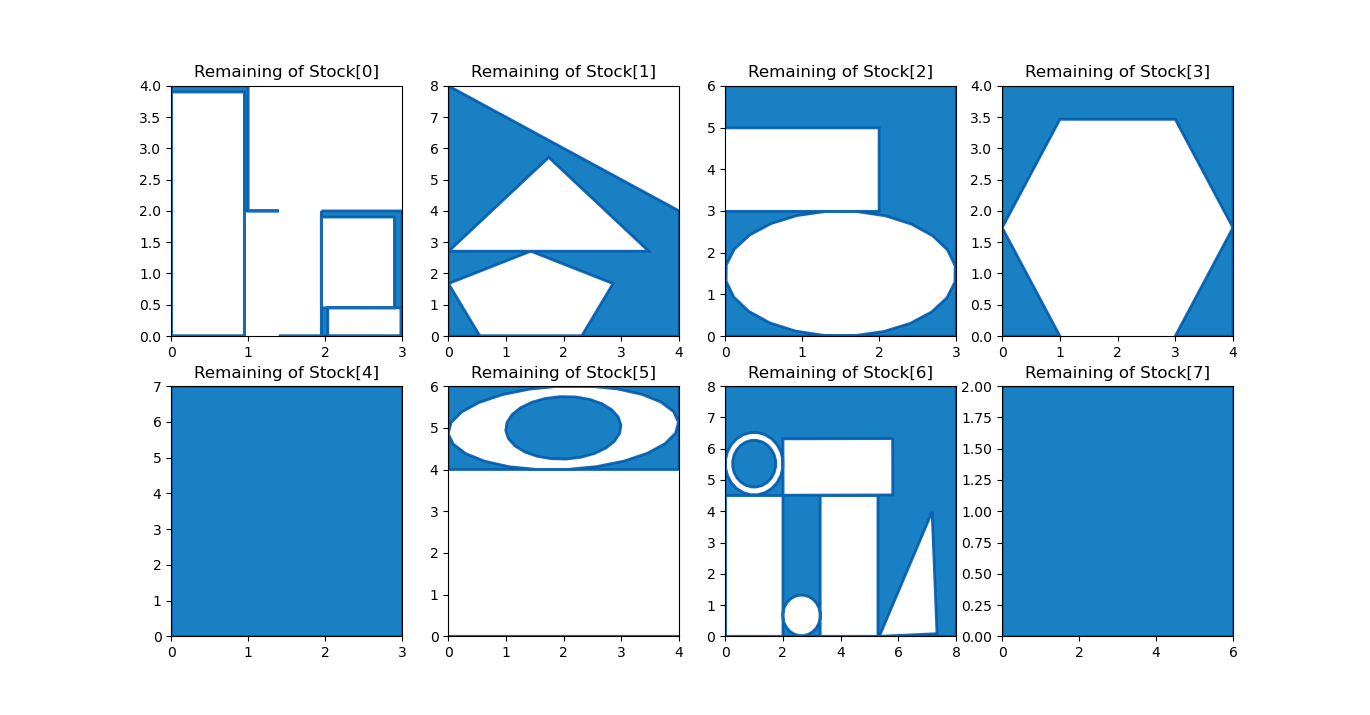 Remaining of Stock[0] Remaining of Stock[1] Remaining of Stock[2] Remaining of Stock[3]
4.0 8 6 4.0
3.5 7 5 3.5
3.0 6 4 3.0
2.5 5 3 2.5
2.0 4 2 2.0
1.5 3 1 1.5
1.0 2 0 1.0
0.5 1 0.5
0.0 0 0.0
0 1 2 3 0 1 2 3 4 0 1 2 3 0 1 2 3 4
Remaining of Stock[4] Remaining of Stock[5] Remaining of Stock[6] Remaining of Stock[7]
7 6 8 2.00
6 5 7 1.75
5 4 6 1.50
4 3 5 1.25
3 2 4 1.00
2 1 3 0.75
1 0 2 0.50
0 1 0.25
0 0.00
0 1 2 3 0 1 2 3 4 0 2 4 6 8 2 4 6